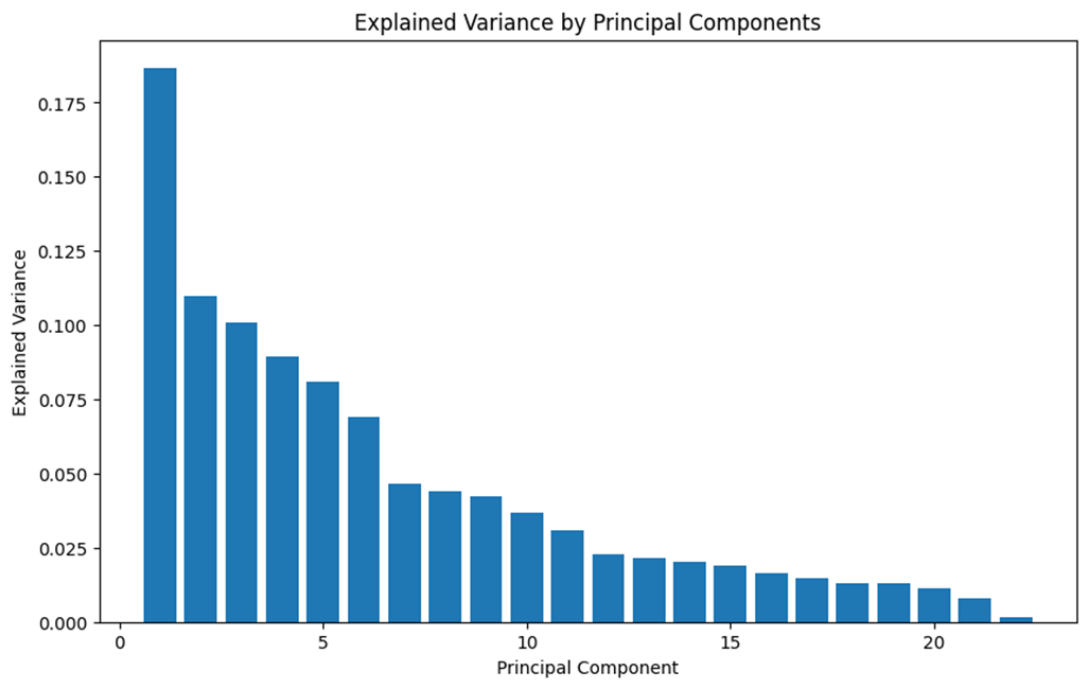 Explained Variance by Principal Components
Explained Variance
0.175
0.150
0.125
0.100
0.075
0.050
0.025
0.000
0 5 10 15 20
Principal Component